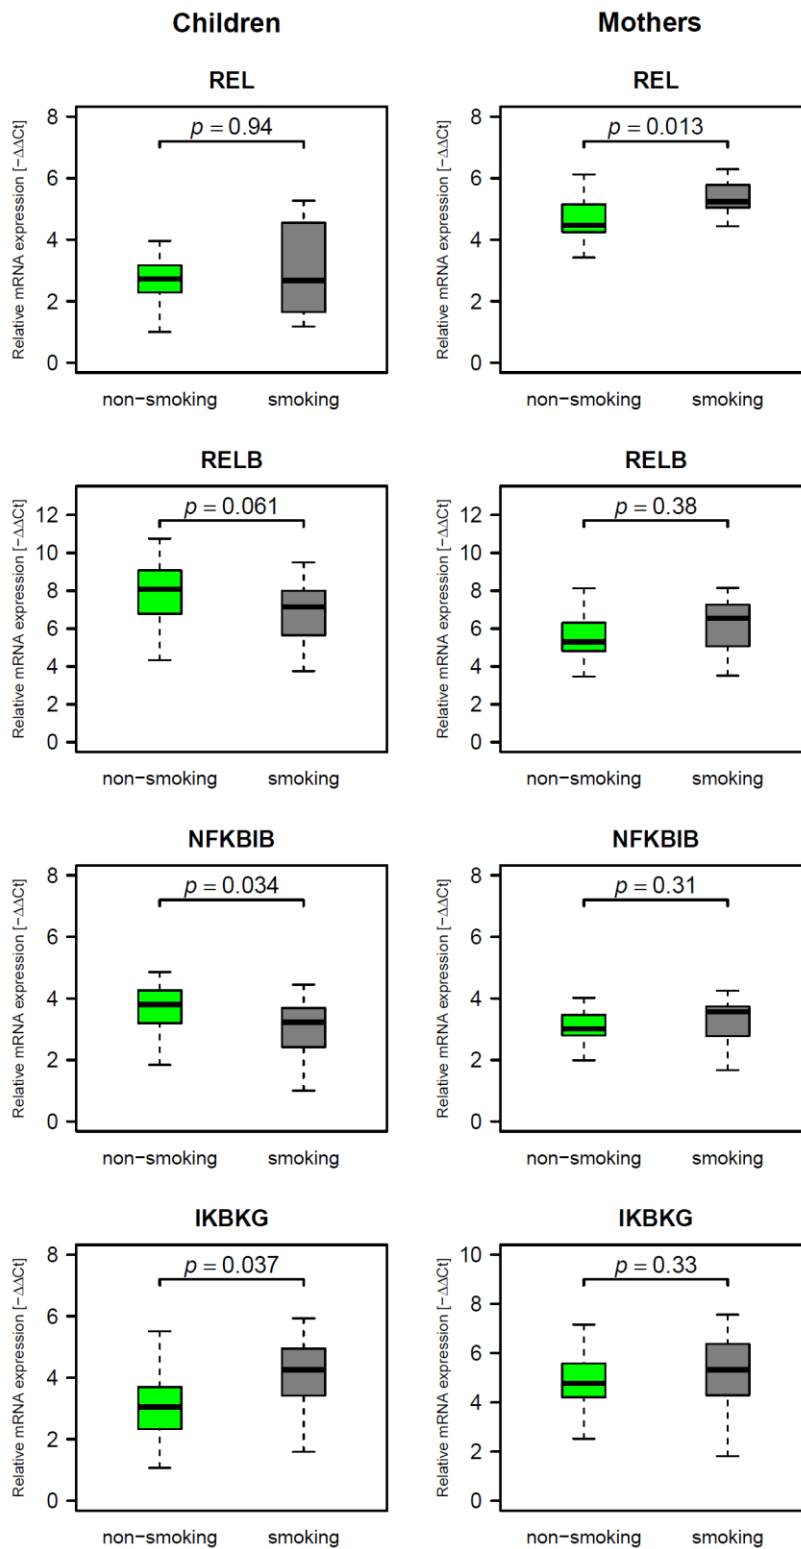 Children Mothers
REL REL
Relative mRNA expression [-ΔΔCt] 8 6 4 2 0 p = 0.94 Relative mRNA expression [-ΔΔCt] 8 6 4 2 0 p = 0.013
non-smoking smoking non-smoking smoking
RELB RELB
Relative mRNA expression [-ΔΔCt] 12 10 8 6 4 2 0 p = 0.061 Relative mRNA expression [-ΔΔCt] 12 10 8 6 4 2 0 p = 0.38
non-smoking smoking non-smoking smoking
NFKBIB NFKBIB
Relative mRNA expression [-ΔΔCt] 8 6 4 2 0 p = 0.034 Relative mRNA expression [-ΔΔCt] 8 6 4 2 0 p = 0.31
non-smoking smoking non-smoking smoking
IKBKG IKBKG
Relative mRNA expression [-ΔΔCt] 8 6 4 2 0 p = 0.037 Relative mRNA expression [-ΔΔCt] 10 8 6 4 2 0 p = 0.33
non-smoking smoking non-smoking smoking